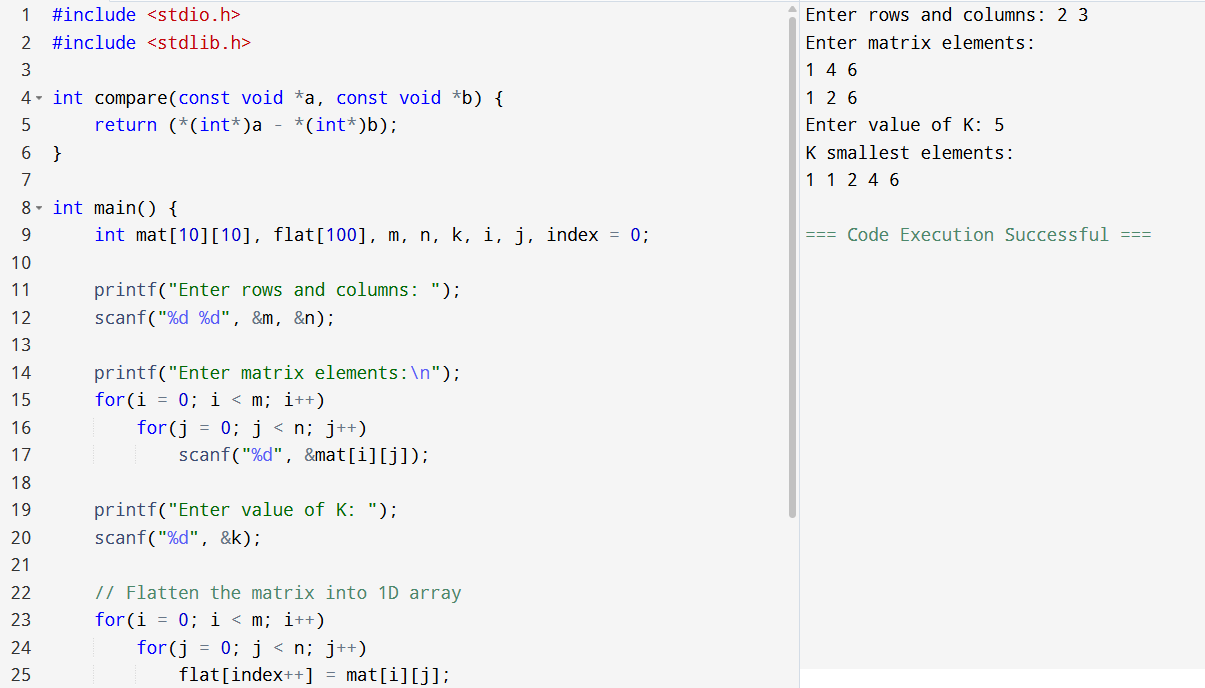 1 #include <stdio.h>
2 #include <stdlib.h>
3
4 int compare(const void *a, const void *b) {
5     return (*(int*)a - *(int*)b);
6 }
7
8 int main() {
9     int mat[10][10], flat[100], m, n, k, i, j, index = 0;
10
11     printf("Enter rows and columns: ");
12     scanf("%d %d", &m, &n);
13
14     printf("Enter matrix elements:\n");
15     for(i = 0; i < m; i++)
16         for(j = 0; j < n; j++)
17             scanf("%d", &mat[i][j]);
18
19     printf("Enter value of K: ");
20     scanf("%d", &k);
21
22     // Flatten the matrix into 1D array
23     for(i = 0; i < m; i++)
24         for(j = 0; j < n; j++)
25             flat[index++] = mat[i][j];
Enter rows and columns: 2 3
Enter matrix elements:
1 4 6
1 2 6
Enter value of K: 5
K smallest elements:
1 1 2 4 6
=== Code Execution Successful ===